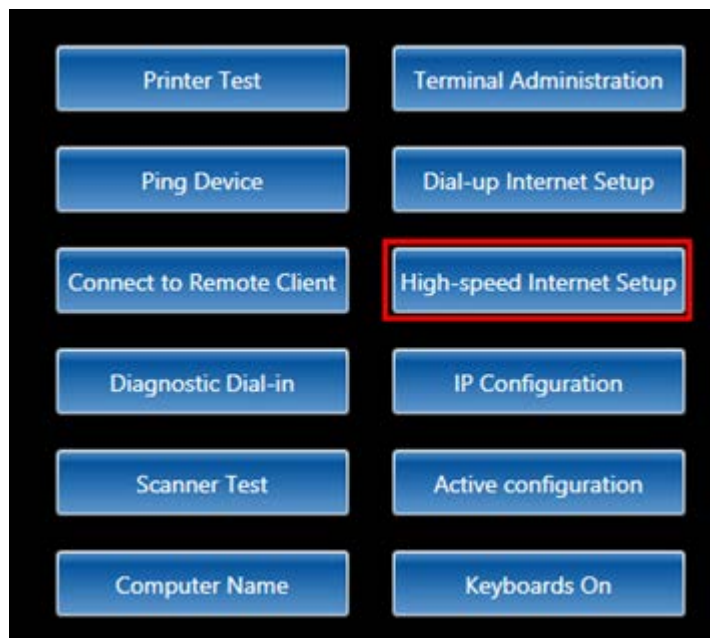 Printer Test
Terminal Administration
Ping Device
Dial-up Internet Setup
Connect to Remote Client
High-speed Internet Setup
Diagnostic Dial-in
IP Configuration
Scanner Test
Active configuration
Computer Name
Keyboards On